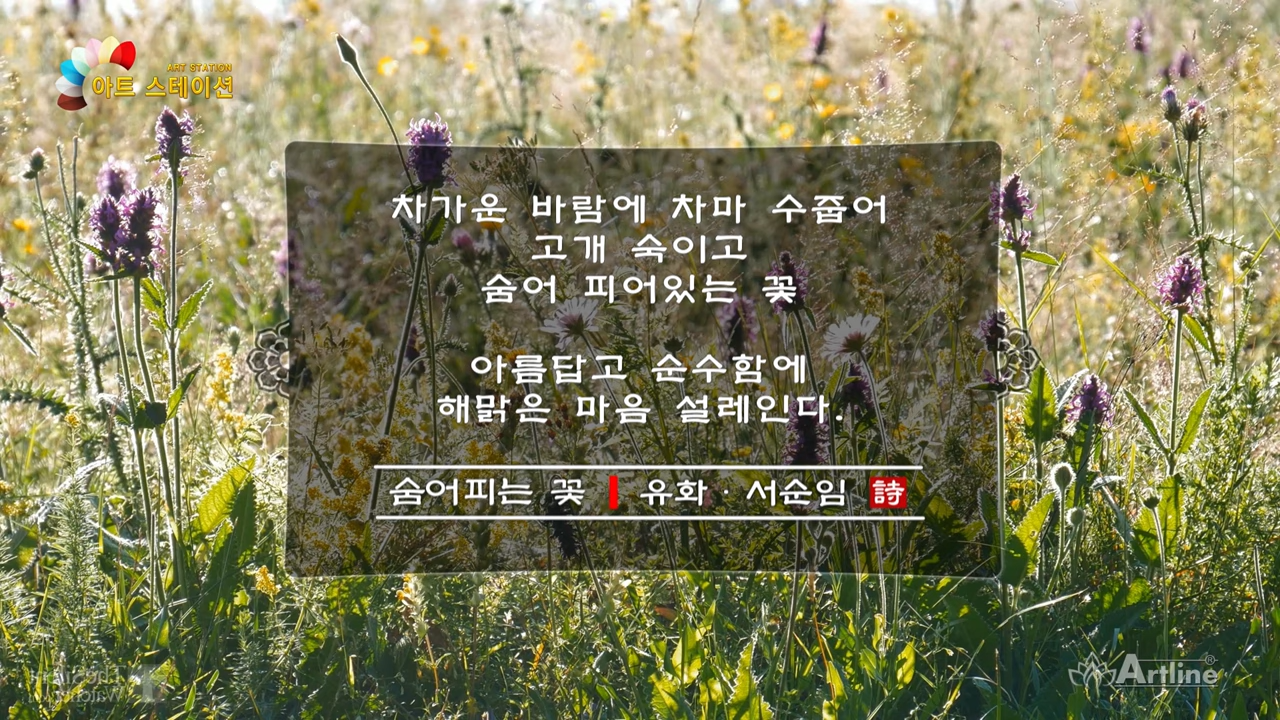 ART STATION
아트 스테이션
차가운 바람에 차마 수줍어
고개 숙이고
숨어 피어있는 꽃
아름답고 순수함에
해맑은 마음 설레인다.
숨어피는 꽃 | 유화 · 서순임 詩
Artline®